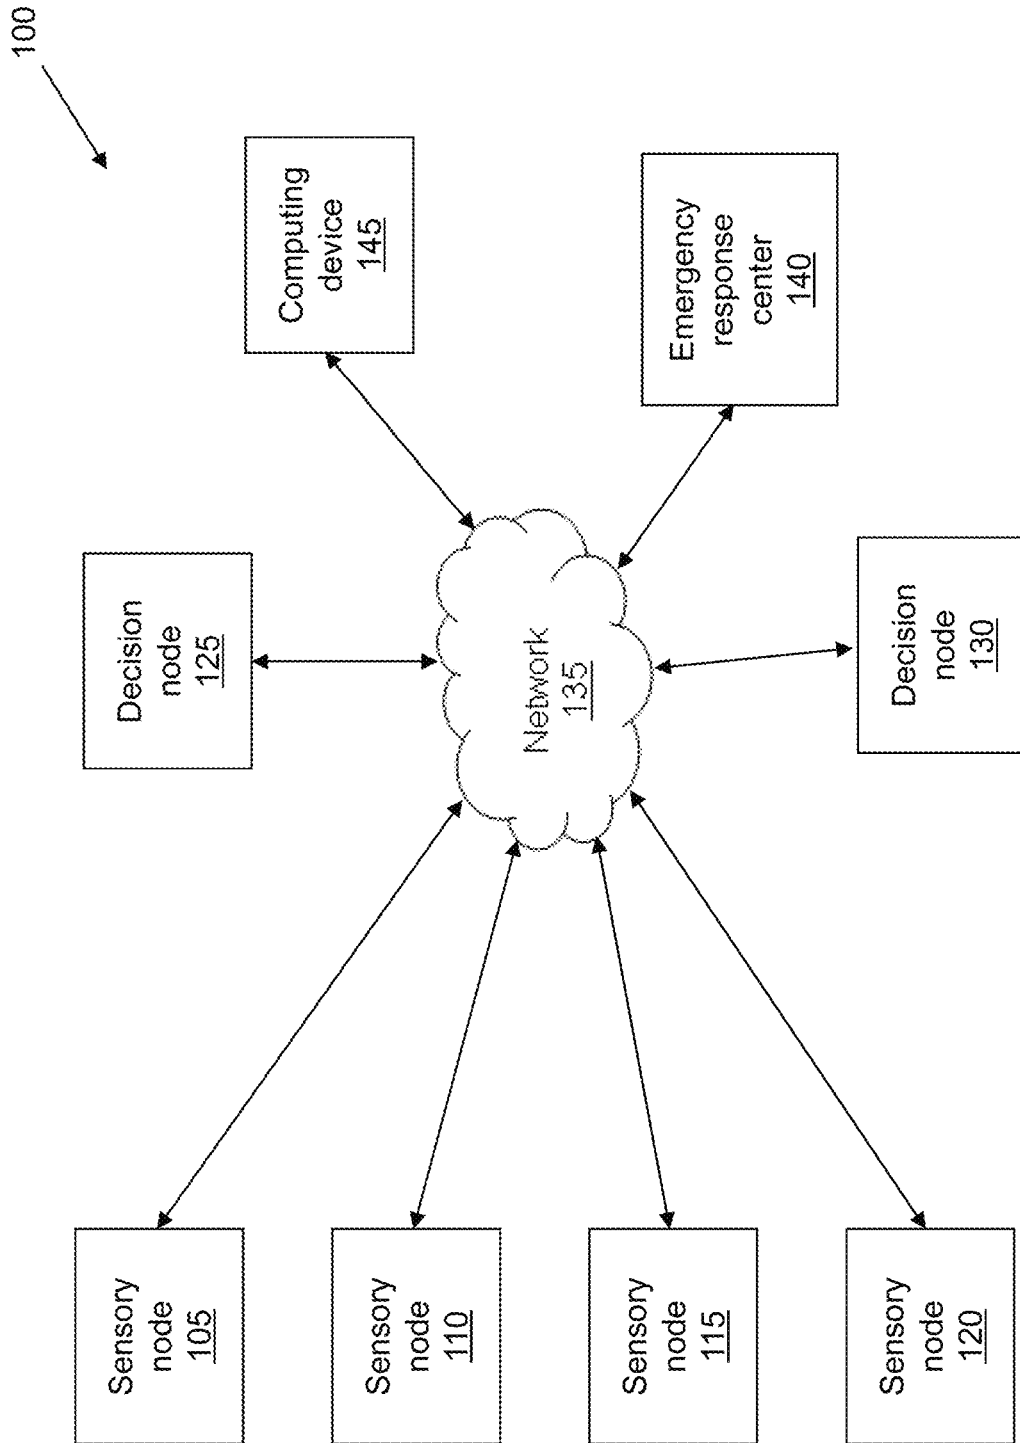 100
Sensory
node
105
Sensory
node
110
Sensory
node
115
Sensory
node
120
Decision
node
125
Network
135
Decision
node
130
Computing
device
145
Emergency
response
center
140